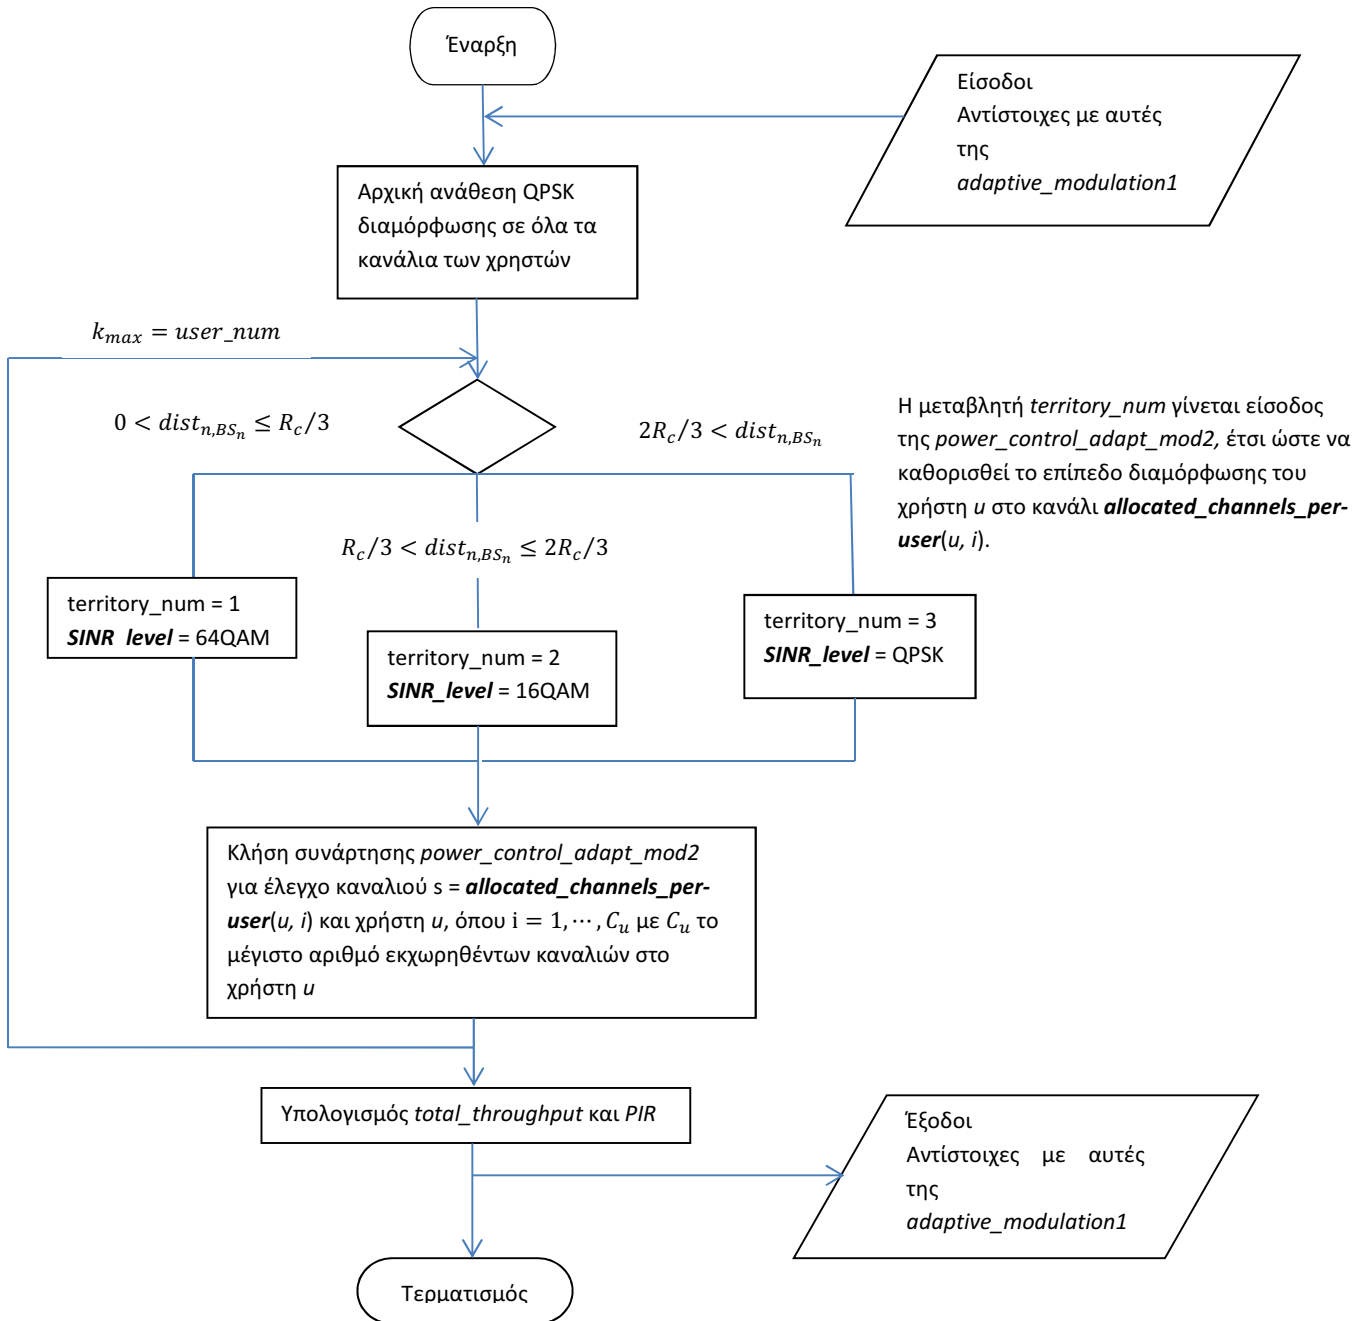 Έναρξη
Είσοδοι
Αντίστοιχες με αυτές
της
adaptive_modulation1
Αρχική ανάθεση QPSK
διαμόρφωσης σε όλα τα
κανάλια των χρηστών
k_{max} = user_num
0 < dist_{n,BS_n} ≤ R_c/3
2R_c/3 < dist_{n,BS_n}
R_c/3 < dist_{n,BS_n} ≤ 2R_c/3
Η μεταβλητή territory_num γίνεται είσοδος
της power_control_adapt_mod2, έτσι ώστε να
καθορισθεί το επίπεδο διαμόρφωσης του
χρήστη u στο κανάλι allocated_channels_per-
user(u, i).
territory_num = 1
SINR_level = 64QAM
territory_num = 2
SINR_level = 16QAM
territory_num = 3
SINR_level = QPSK
Κλήση συνάρτησης power_control_adapt_mod2
για έλεγχο καναλιού s = allocated_channels_per-
user(u, i) και χρήστη u, όπου i = 1, ⋯ , C_u με C_u το
μέγιστο αριθμό εκχωρηθέντων καναλιών στο
χρήστη u
Υπολογισμός total_throughput και PIR
Έξοδοι
Αντίστοιχες με αυτές
της
adaptive_modulation1
Τερματισμός